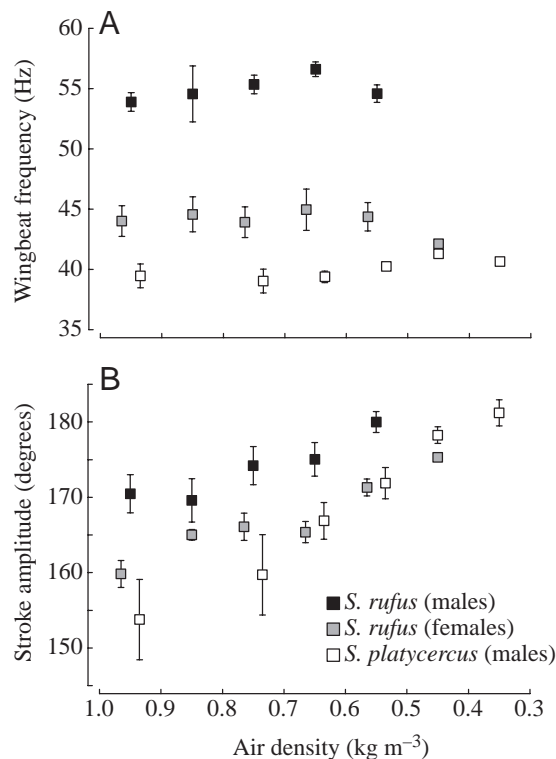 A
60
55
50
45
40
35
Wingbeat frequency (Hz)
B
180
170
160
150
Stroke amplitude (degrees)
S. rufus (males)
S. rufus (females)
S. platycercus (males)
1.0 0.9 0.8 0.7 0.6 0.5 0.4 0.3
Air density (kg m⁻³)